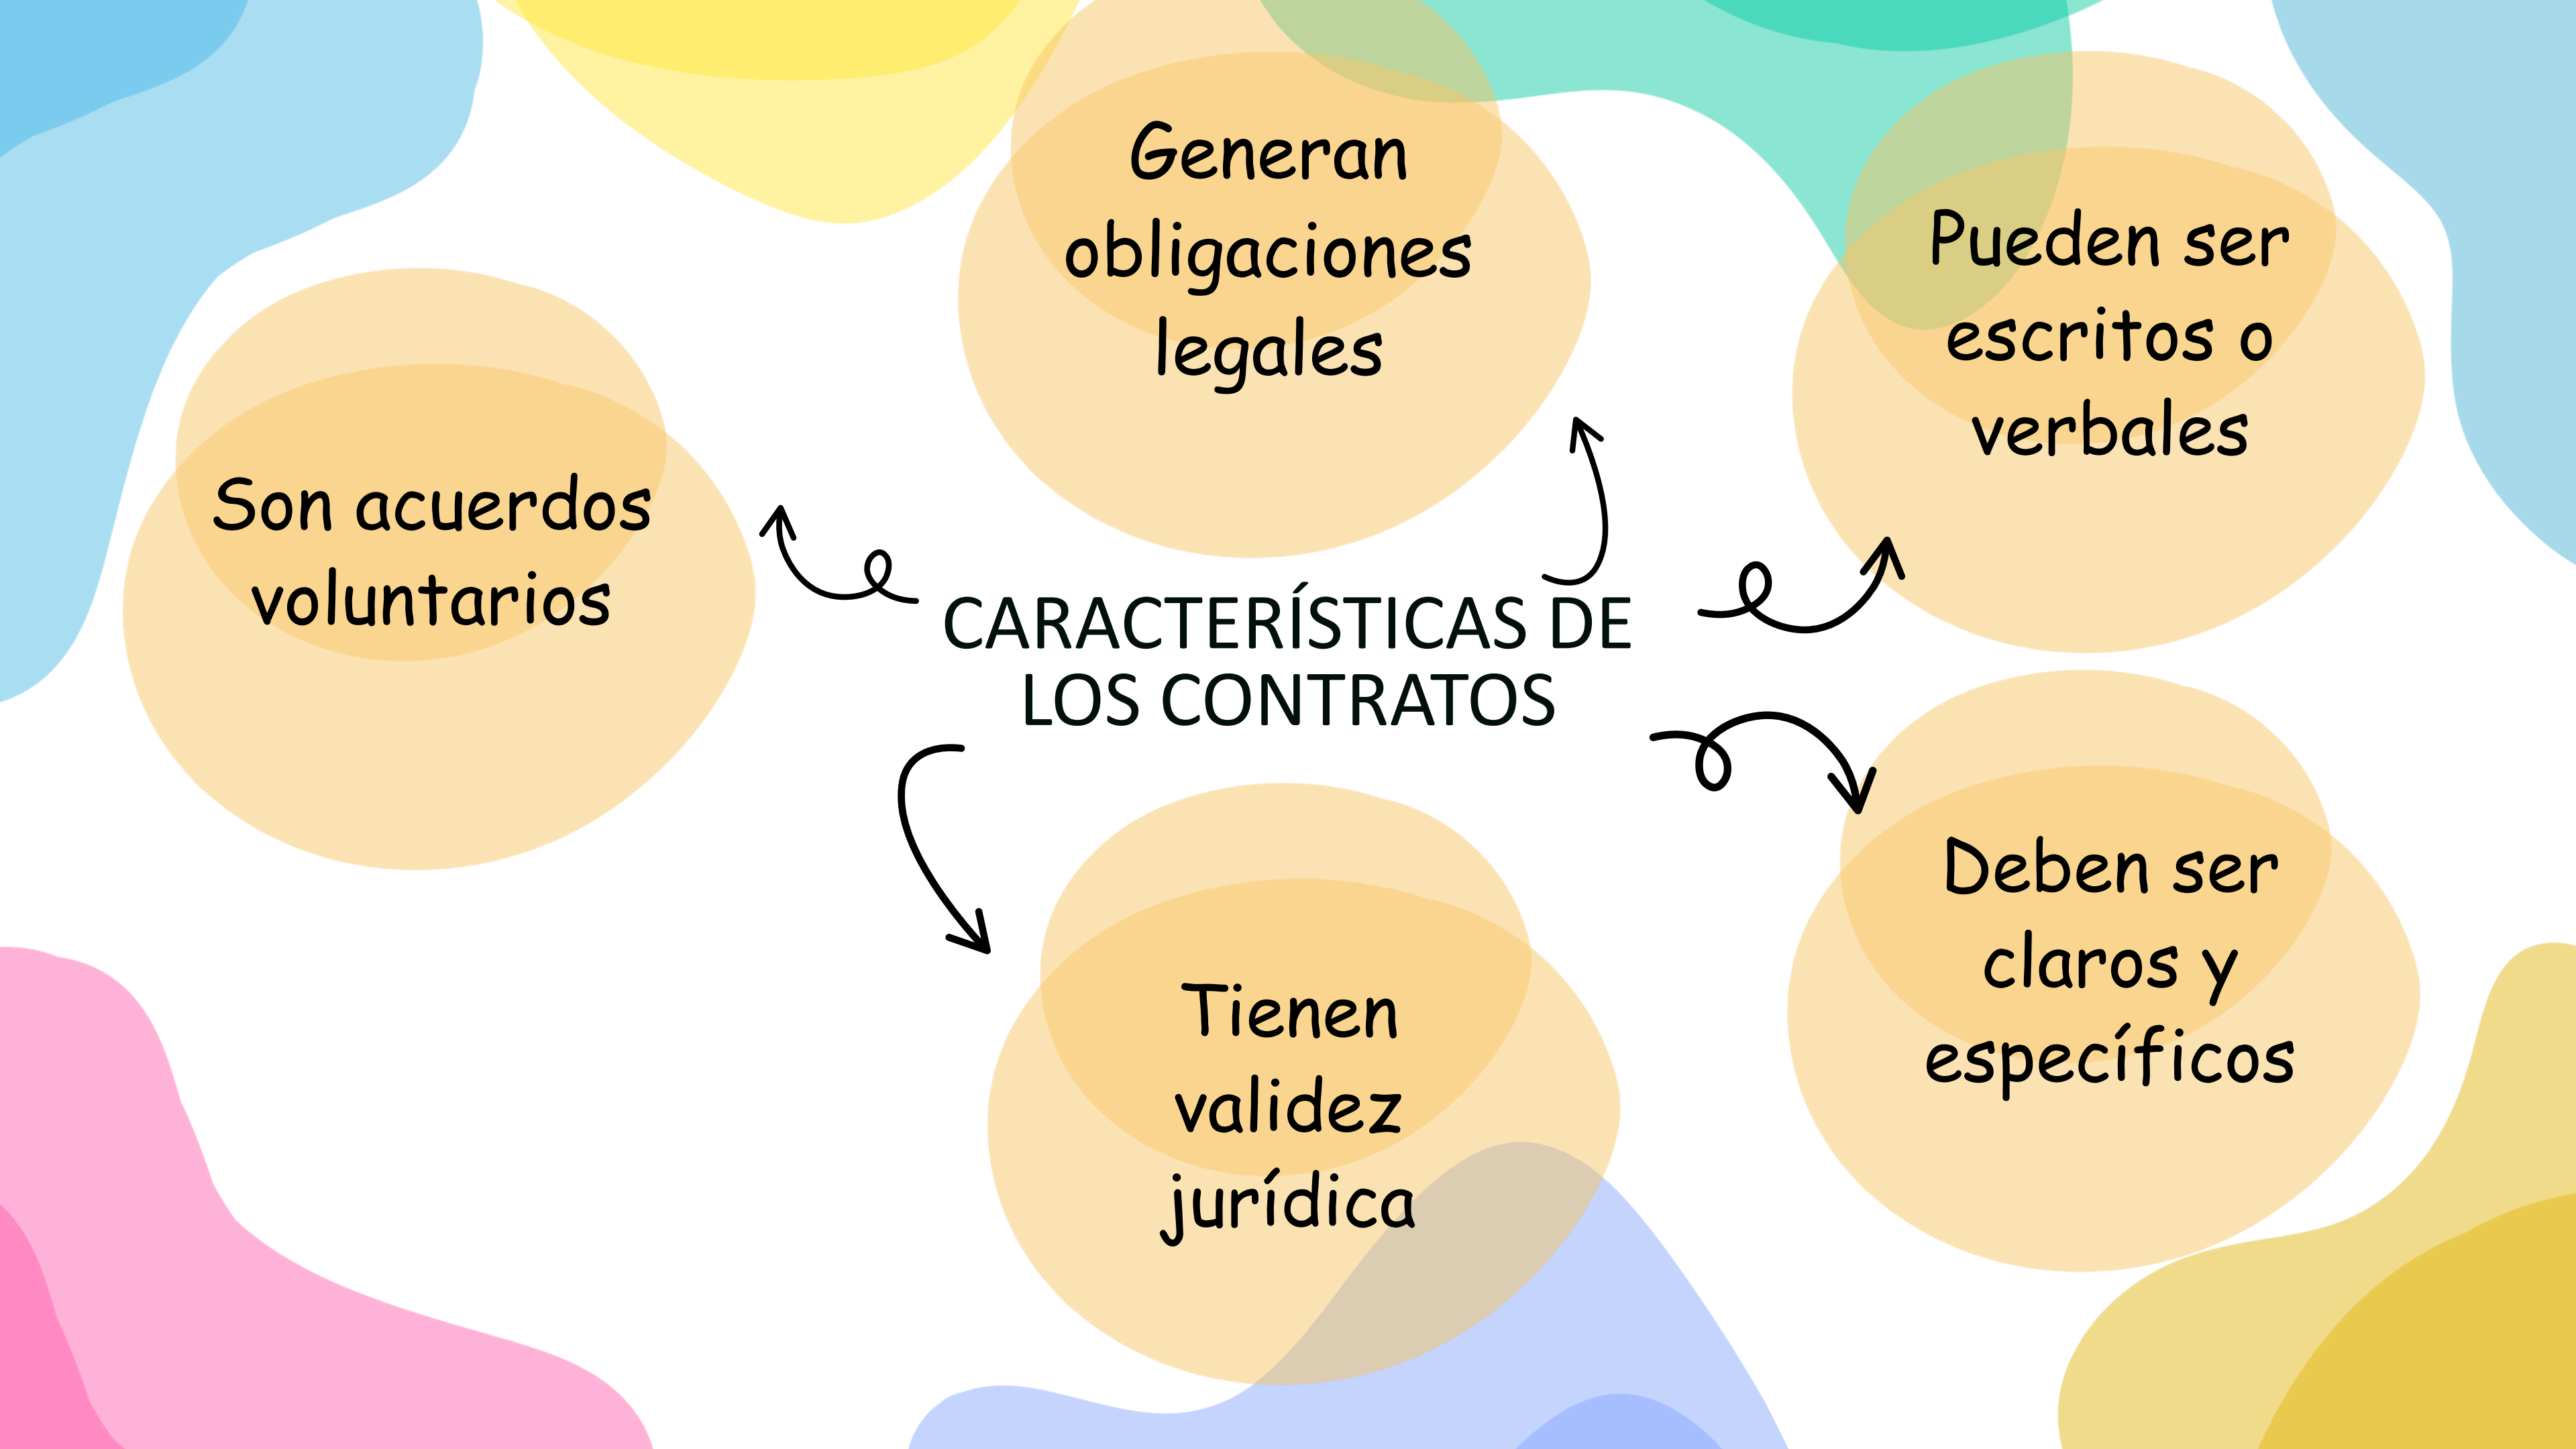 Generan
obligaciones
legales
Pueden ser
escritos o
verbales
Son acuerdos
voluntarios
CARACTERÍSTICAS DE
LOS CONTRATOS
Deben ser
claros y
específicos
Tienen
validez
jurídica